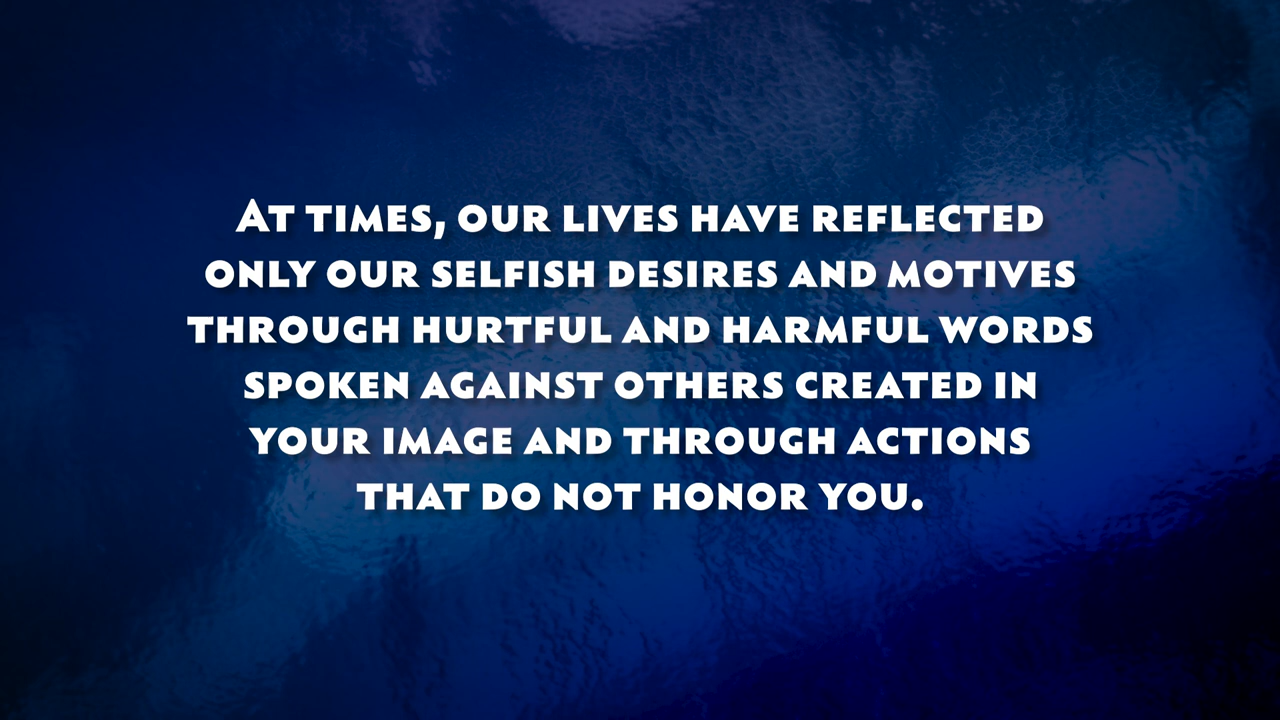 At times, our lives have reflected
only our selfish desires and motives
through hurtful and harmful words
spoken against others created in
your image and through actions
that do not honor you.